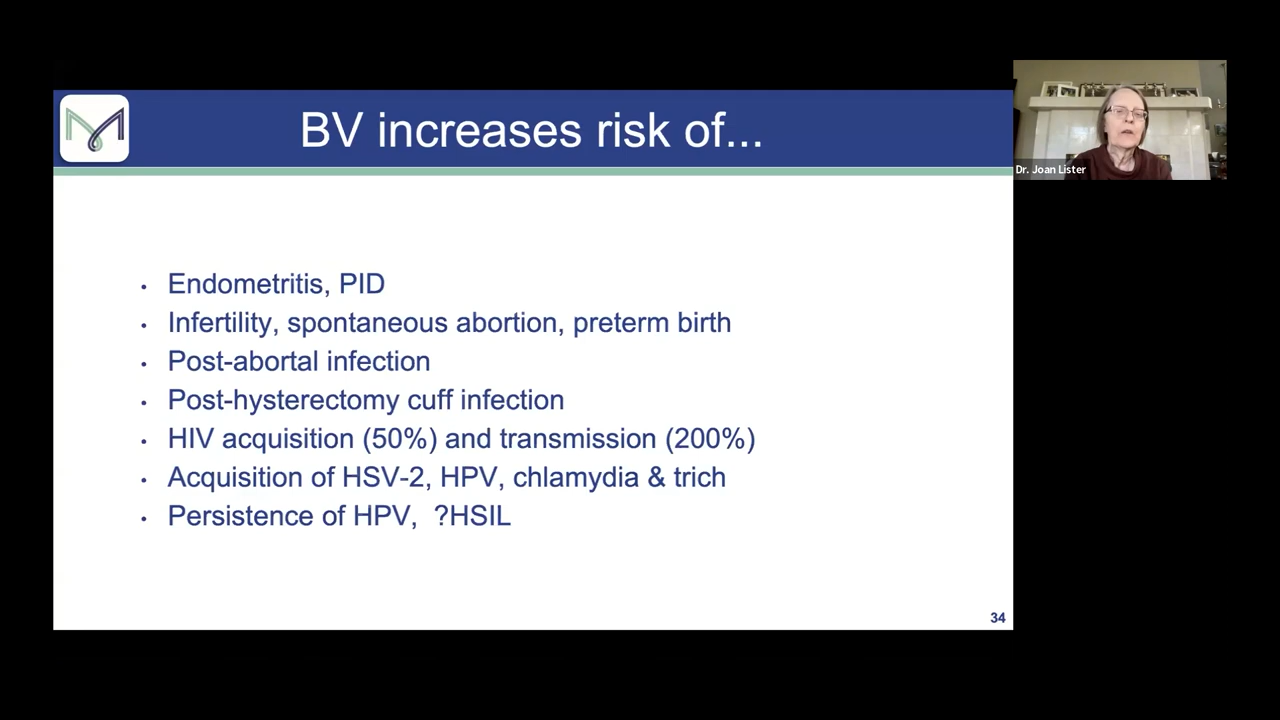 BV increases risk of...
Dr. Joan Lister
• Endometritis, PID
• Infertility, spontaneous abortion, preterm birth
• Post-abortal infection
• Post-hysterectomy cuff infection
• HIV acquisition (50%) and transmission (200%)
• Acquisition of HSV-2, HPV, chlamydia & trich
• Persistence of HPV,  ?HSIL
34